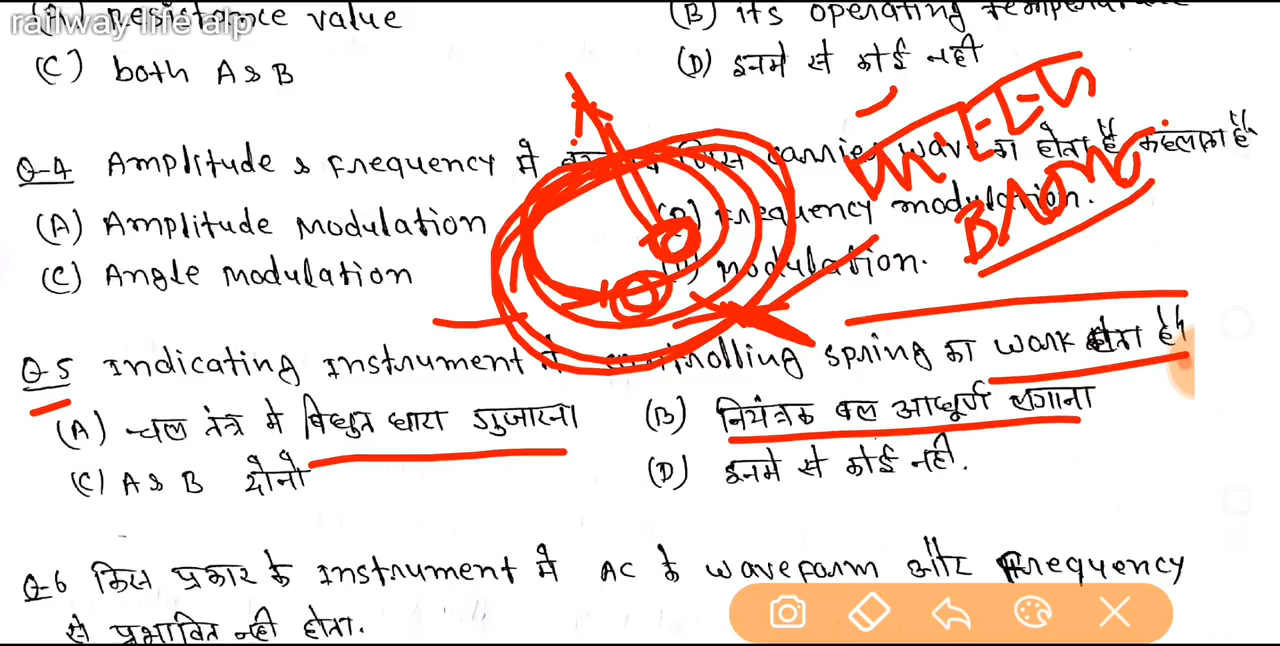 railway life alp
(A) Resistance value (B) its operating temperature
(C) both A & B (D) इनमे से कोई नही
Q-4 Amplitude & Frequency मे जिस carrier wave का होता है कहलाता है
(A) Amplitude Modulation (B) Frequency modulation.
(C) Angle modulation (D) modulation.
Q-5 Indicating instrument मे controlling spring का work होता है
(A) चल तंत्र मे विधुत धारा गुजारना (B) नियंत्रक बल आघूर्ण लगाना
(C) A & B दोनो (D) इनमे से कोई नही.
Q-6 किस प्रकार के instrument मे AC के waveform और Frequency
से प्रभावित नही होता.